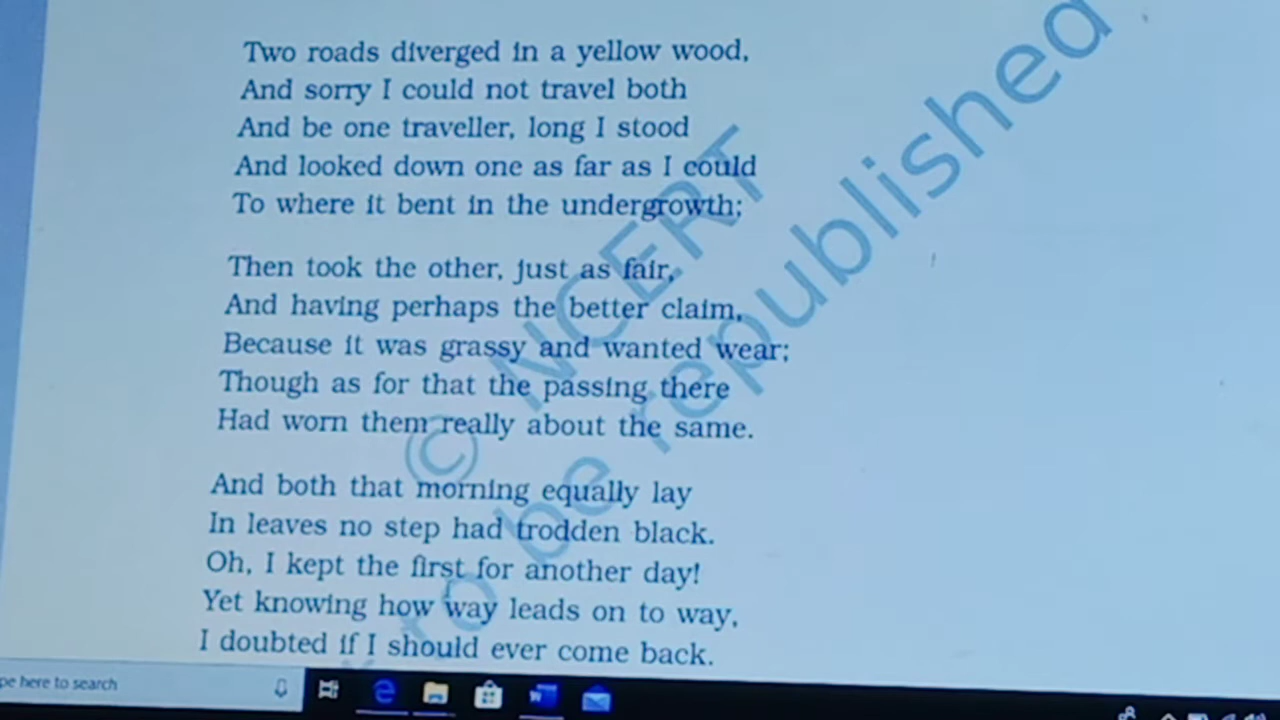 Two roads diverged in a yellow wood,
And sorry I could not travel both
And be one traveller, long I stood
And looked down one as far as I could
To where it bent in the undergrowth;
Then took the other, just as fair,
And having perhaps the better claim,
Because it was grassy and wanted wear;
Though as for that the passing there
Had worn them really about the same.
And both that morning equally lay
In leaves no step had trodden black.
Oh, I kept the first for another day!
Yet knowing how way leads on to way,
I doubted if I should ever come back.
© NCERT
to be republished
pe here to search